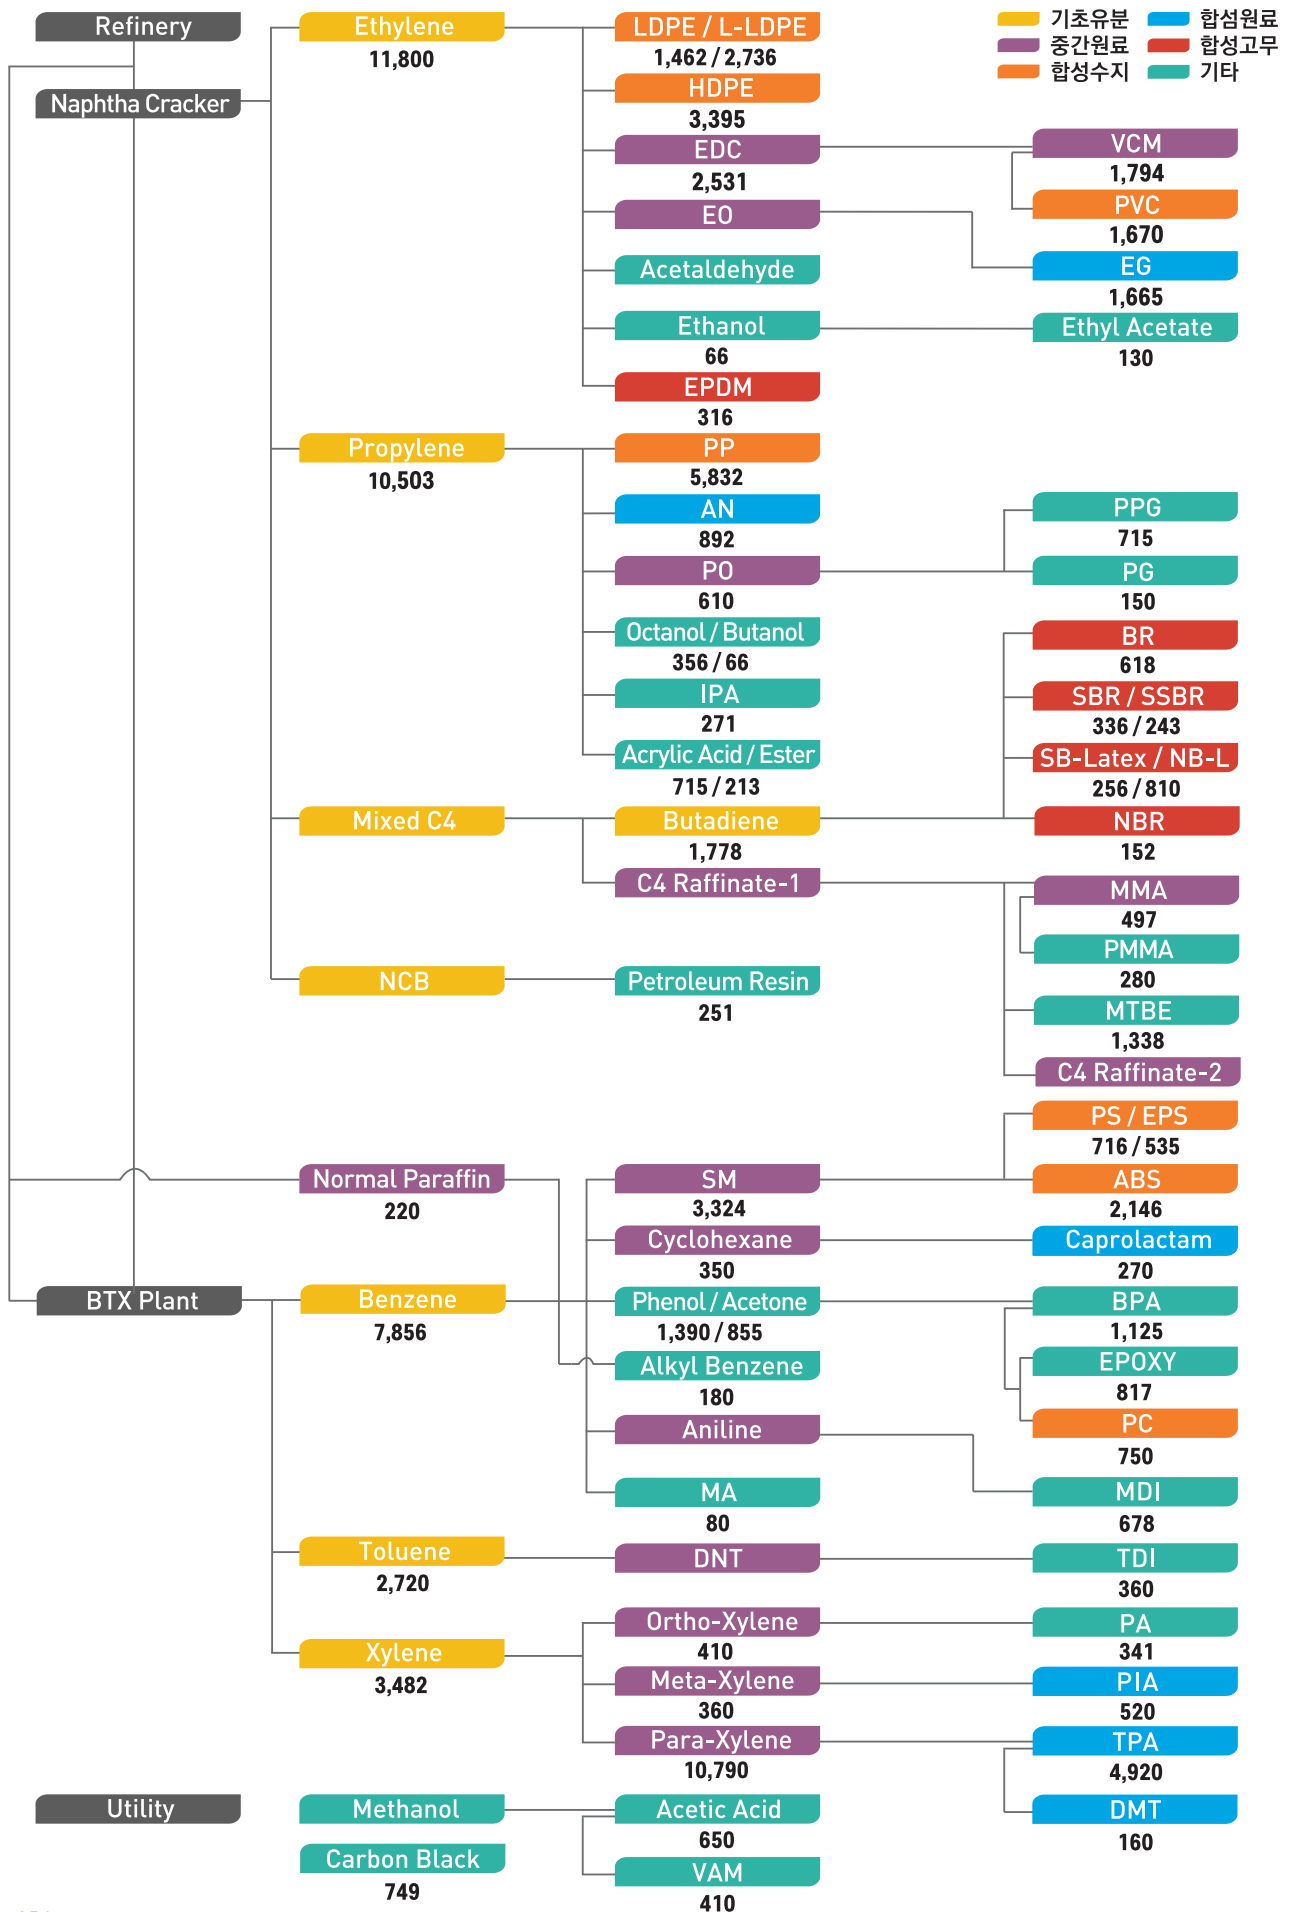 Refinery
Naphtha Cracker
기초유분
합섬원료
중간원료
합성고무
합성수지
기타
Ethylene
11,800
LDPE / L-LDPE
1,462 / 2,736
HDPE
3,395
EDC
2,531
VCM
1,794
PVC
1,670
EO
EG
1,665
Acetaldehyde
Ethanol
66
Ethyl Acetate
130
EPDM
316
Propylene
10,503
PP
5,832
AN
892
PO
610
PPG
715
PG
150
Octanol / Butanol
356 / 66
IPA
271
Acrylic Acid / Ester
715 / 213
Mixed C4
Butadiene
1,778
BR
618
SBR / SSBR
336 / 243
SB-Latex / NB-L
256 / 810
NBR
152
C4 Raffinate-1
MMA
497
PMMA
280
MTBE
1,338
C4 Raffinate-2
NCB
Petroleum Resin
251
Normal Paraffin
220
BTX Plant
Benzene
7,856
SM
3,324
PS / EPS
716 / 535
ABS
2,146
Cyclohexane
350
Caprolactam
270
Phenol / Acetone
1,390 / 855
BPA
1,125
EPOXY
817
PC
750
Alkyl Benzene
180
Aniline
MDI
678
MA
80
Toluene
2,720
DNT
TDI
360
Xylene
3,482
Ortho-Xylene
410
PA
341
Meta-Xylene
360
PIA
520
Para-Xylene
10,790
TPA
4,920
DMT
160
Utility
Methanol
Acetic Acid
650
Carbon Black
749
VAM
410